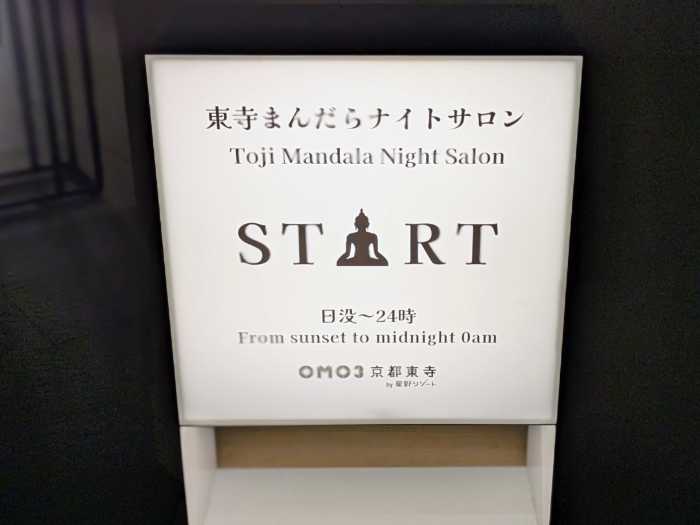 東寺まんだらナイトサロン
Toji Mandala Night Salon
START
日没〜24時
From sunset to midnight 0am
OMO3 京都東寺
by 星野リゾート